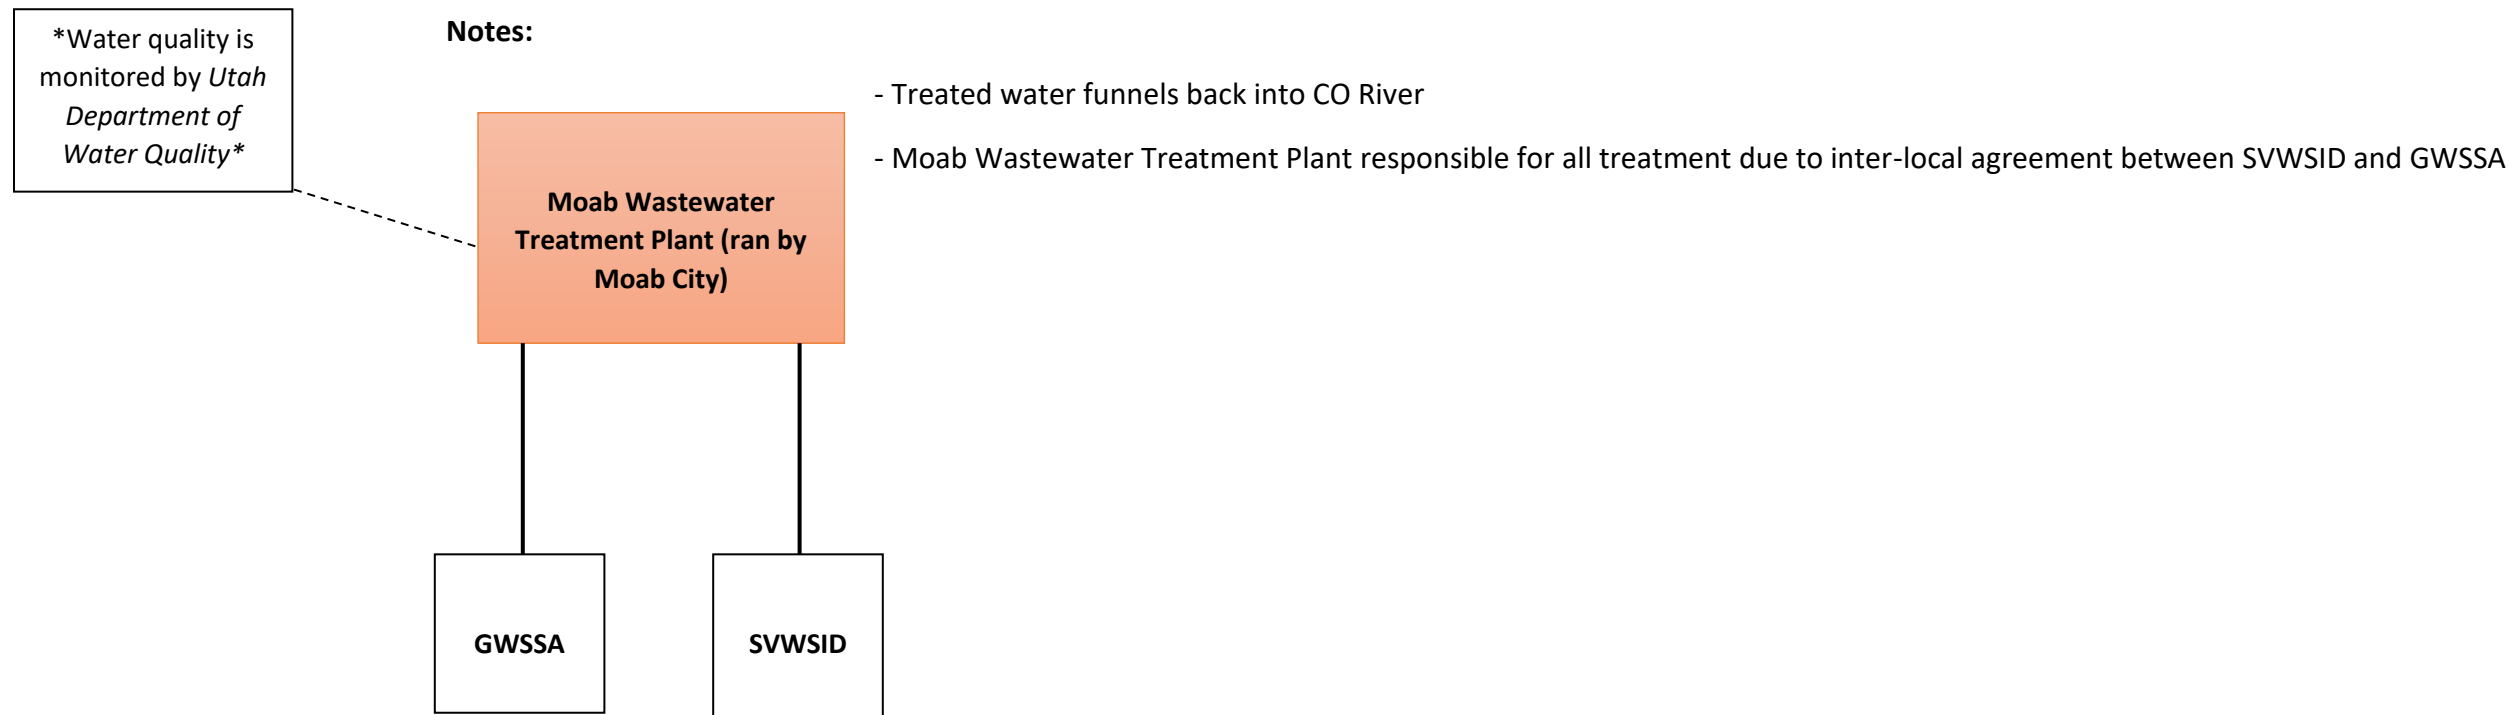 *Water quality is
monitored by Utah
Department of
Water Quality*
Notes:
- Treated water funnels back into CO River
- Moab Wastewater Treatment Plant responsible for all treatment due to inter-local agreement between SVWSID and GWSSA
Moab Wastewater
Treatment Plant (ran by
Moab City)
GWSSA
SVWSID